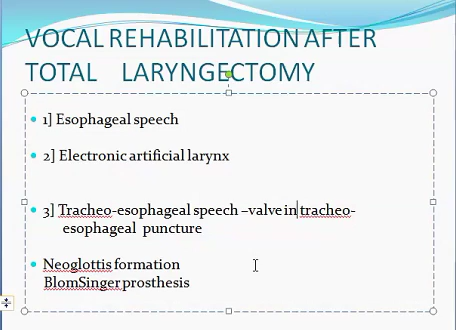 VOCAL REHABILITATION AFTER
TOTAL LARYNGECTOMY
1] Esophageal speech
2] Electronic artificial larynx
3] Tracheo-esophageal speech –valve in tracheo-
esophageal puncture
Neoglottis formation
BlomSinger prosthesis